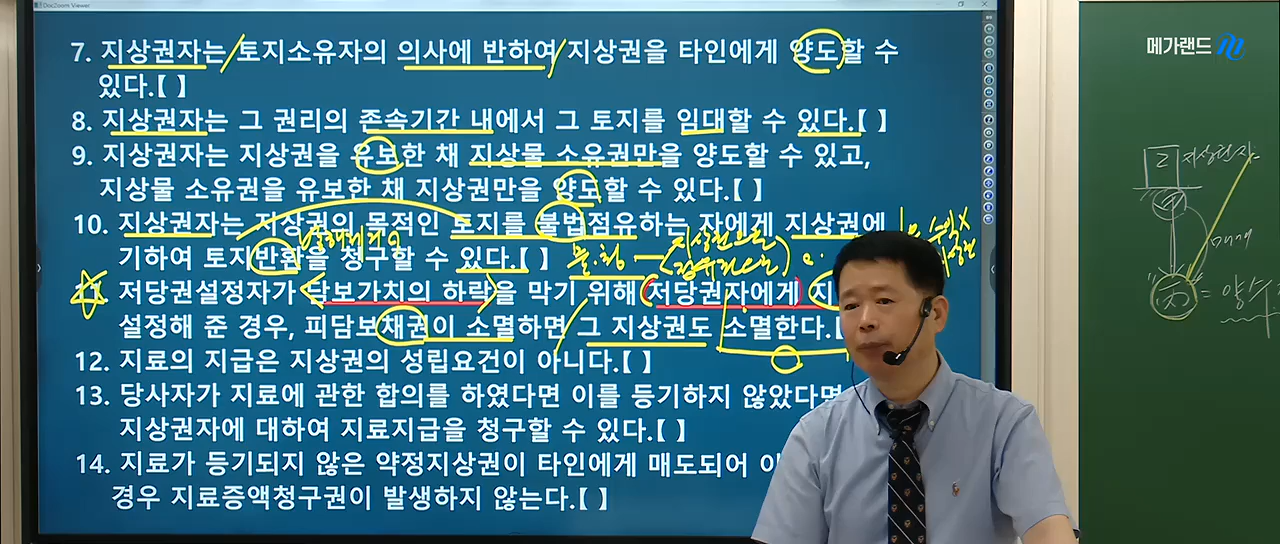 DocZoom Viewer
메가랜드
7. 지상권자는 토지소유자의 의사에 반하여 지상권을 타인에게 양도할 수
있다.【 】
8. 지상권자는 그 권리의 존속기간 내에서 그 토지를 임대할 수 있다.【 】
9. 지상권자는 지상권을 유보한 채 지상물 소유권만을 양도할 수 있고,
지상물 소유권을 유보한 채 지상권만을 양도할 수 있다.【 】
10. 지상권자는 지상권의 목적인 토지를 불법점유하는 자에게 지상권에
기하여 토지반환을 청구할 수 있다.【 】
물·청
저당권설정자가 담보가치의 하락을 막기 위해 저당권자에게 지
설정해 준 경우, 피담보채권이 소멸하면 그 지상권도 소멸한다.【
12. 지료의 지급은 지상권의 성립요건이 아니다.【 】
13. 당사자가 지료에 관한 합의를 하였다면 이를 등기하지 않았다면
지상권자에 대하여 지료지급을 청구할 수 있다.【 】
14. 지료가 등기되지 않은 약정지상권이 타인에게 매도되어 이
경우 지료증액청구권이 발생하지 않는다.【 】
지상권자
매매